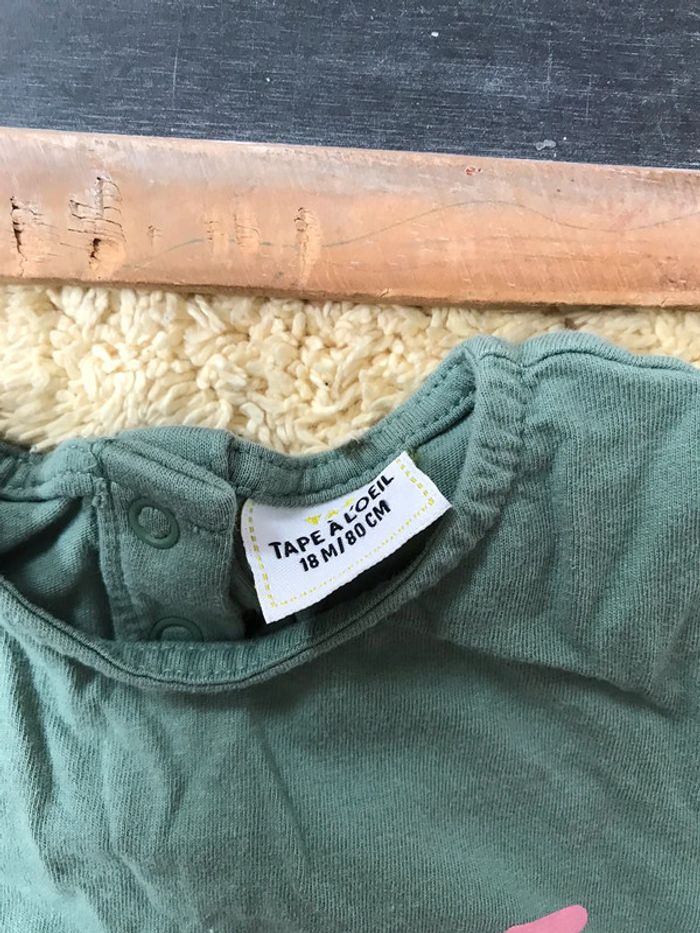 TAPE À L'OEIL
18 M/80 CM